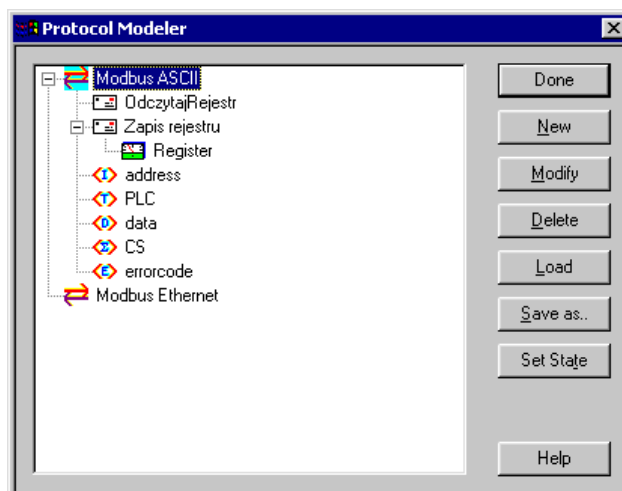 Protocol Modeler
Modbus ASCII
OdczytajRejestr
Zapis rejestru
Register
address
PLC
data
CS
errorcode
Modbus Ethernet
Done
New
Modify
Delete
Load
Save as..
Set State
Help